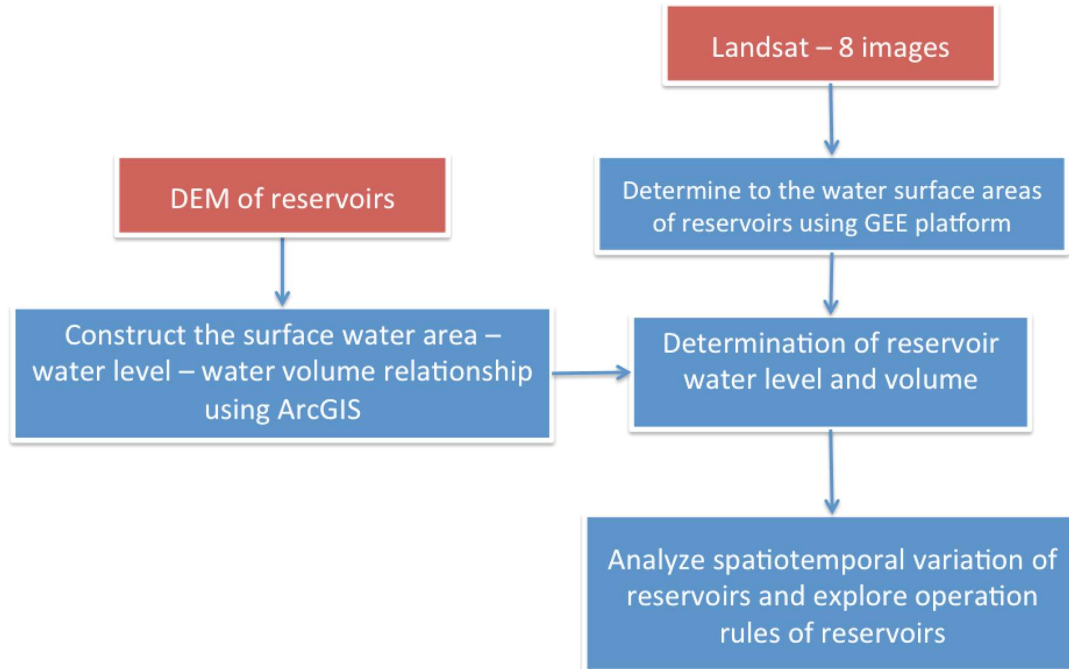 Landsat – 8 images
DEM of reservoirs
Determine to the water surface areas
of reservoirs using GEE platform
Construct the surface water area –
water level – water volume relationship
using ArcGIS
Determination of reservoir
water level and volume
Analyze spatiotemporal variation of
reservoirs and explore operation
rules of reservoirs